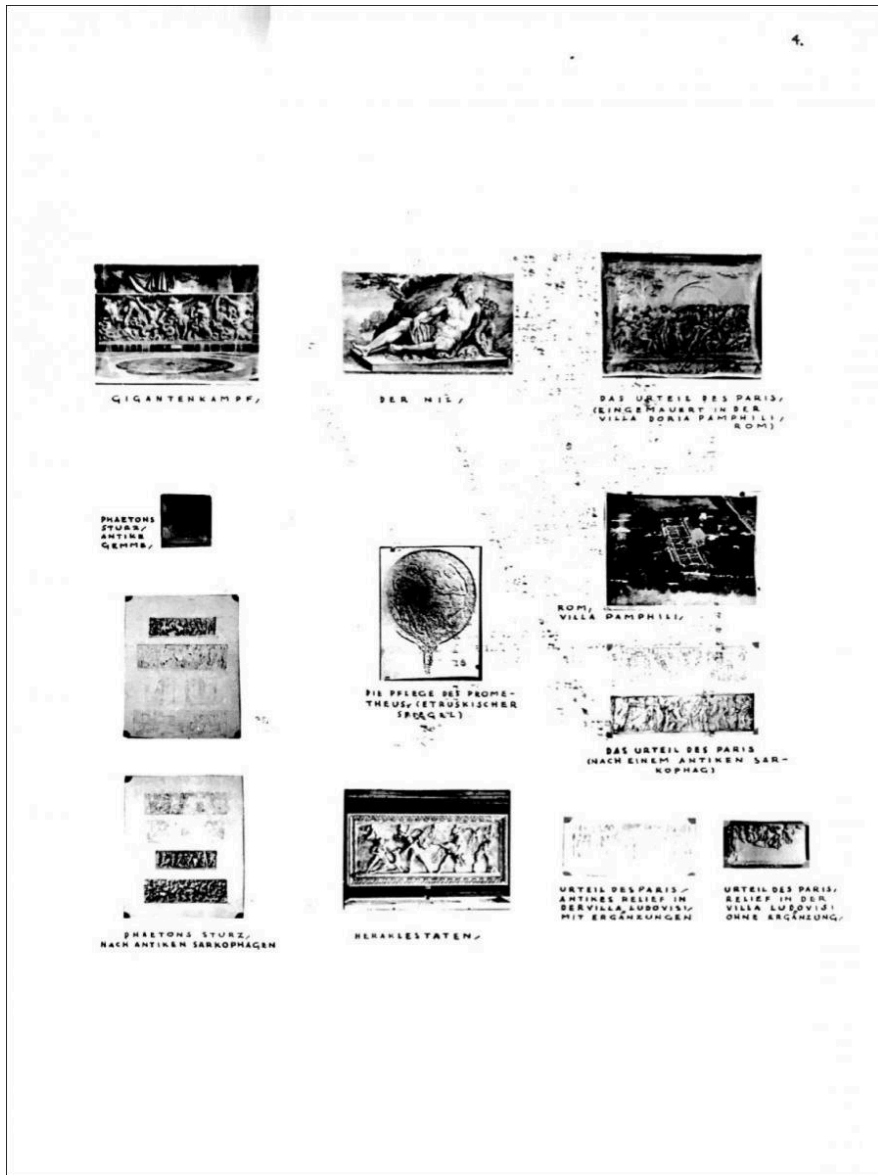 4.
GIGANTENKAMPF,
DER NIL,
DAS URTEIL DES PARIS,
(EINGEMAUERT IN DER
VILLA DORIA PAMPHILI,
ROM)
PHAETONS
STURZ,
ANTIKE
GEMME,
ROM,
VILLA PAMPHILI,
DIE PFLEGE DES PROME-
THEUS, (ETRUSKISCHER
SPIEGEL)
DAS URTEIL DES PARIS
(NACH EINEM ANTIKEN SAR-
KOPHAG)
PHAETONS STURZ,
NACH ANTIKEN SARKOPHAGEN
HERAKLESTATEN,
URTEIL DES PARIS,
ANTIKES RELIEF IN
DER VILLA LUDOVISI,
MIT ERGÄNZUNGEN
URTEIL DES PARIS,
RELIEF IN DER
VILLA LUDOVISI
OHNE ERGÄNZUNG,